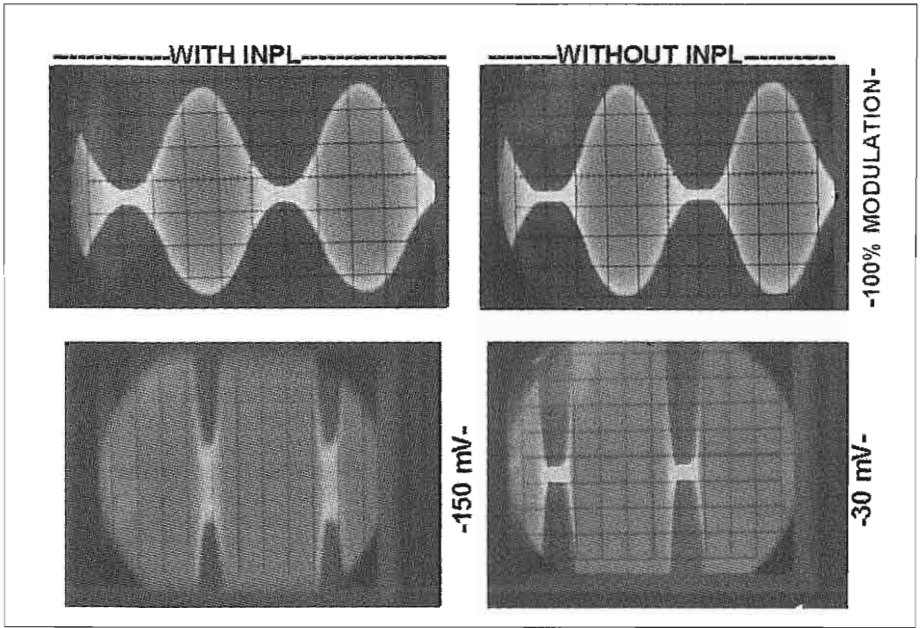 ------------WITH INPL---------------
---------WITHOUT INPL----------
-100% MODULATION-
-150 mV-
-30 mV-